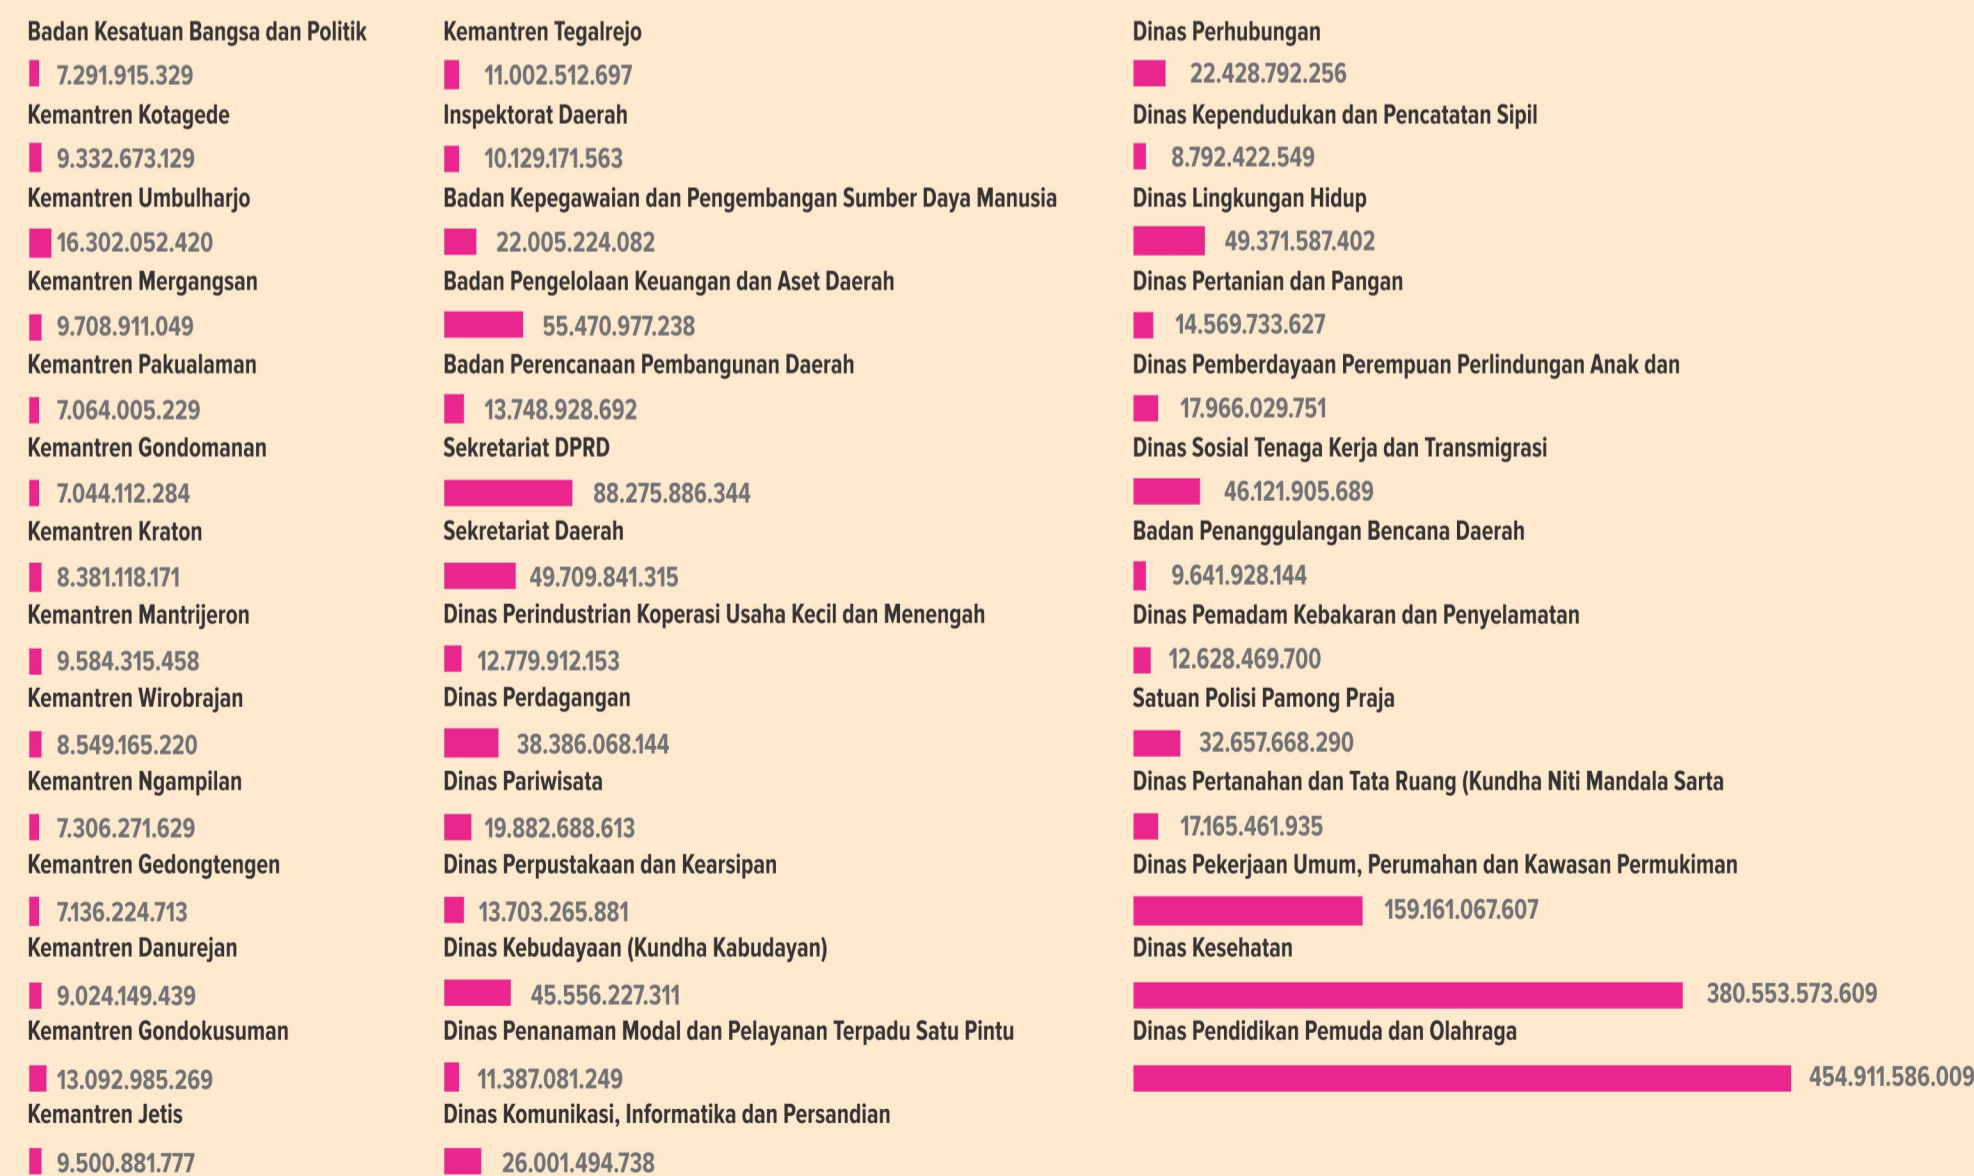 Badan Kesatuan Bangsa dan Politik
7.291.915.329
Kemantren Kotagede
9.332.673.129
Kemantren Umbulharjo
16.302.052.420
Kemantren Mergangsan
9.708.911.049
Kemantren Pakualaman
7.064.005.229
Kemantren Gondomanan
7.044.112.284
Kemantren Kraton
8.381.118.171
Kemantren Mantrijeron
9.584.315.458
Kemantren Wirobrajan
8.549.165.220
Kemantren Ngampilan
7.306.271.629
Kemantren Gedongtengen
7.136.224.713
Kemantren Danurejan
9.024.149.439
Kemantren Gondokusuman
13.092.985.269
Kemantren Jetis
9.500.881.777
Kemantren Tegalrejo
11.002.512.697
Inspektorat Daerah
10.129.171.563
Badan Kepegawaian dan Pengembangan Sumber Daya Manusia
22.005.224.082
Badan Pengelolaan Keuangan dan Aset Daerah
55.470.977.238
Badan Perencanaan Pembangunan Daerah
13.748.928.692
Sekretariat DPRD
88.275.886.344
Sekretariat Daerah
49.709.841.315
Dinas Perindustrian Koperasi Usaha Kecil dan Menengah
12.779.912.153
Dinas Perdagangan
38.386.068.144
Dinas Pariwisata
19.882.688.613
Dinas Perpustakaan dan Kearsipan
13.703.265.881
Dinas Kebudayaan (Kundha Kabudayan)
45.556.227.311
Dinas Penanaman Modal dan Pelayanan Terpadu Satu Pintu
11.387.081.249
Dinas Komunikasi, Informatika dan Persandian
26.001.494.738
Dinas Perhubungan
22.428.792.256
Dinas Kependudukan dan Pencatatan Sipil
8.792.422.549
Dinas Lingkungan Hidup
49.371.587.402
Dinas Pertanian dan Pangan
14.569.733.627
Dinas Pemberdayaan Perempuan Perlindungan Anak dan
17.966.029.751
Dinas Sosial Tenaga Kerja dan Transmigrasi
46.121.905.689
Badan Penanggulangan Bencana Daerah
9.641.928.144
Dinas Pemadam Kebakaran dan Penyelamatan
12.628.469.700
Satuan Polisi Pamong Praja
32.657.668.290
Dinas Pertanahan dan Tata Ruang (Kundha Niti Mandala Sarta
17.165.461.935
Dinas Pekerjaan Umum, Perumahan dan Kawasan Permukiman
159.161.067.607
Dinas Kesehatan
380.553.573.609
Dinas Pendidikan Pemuda dan Olahraga
454.911.586.009